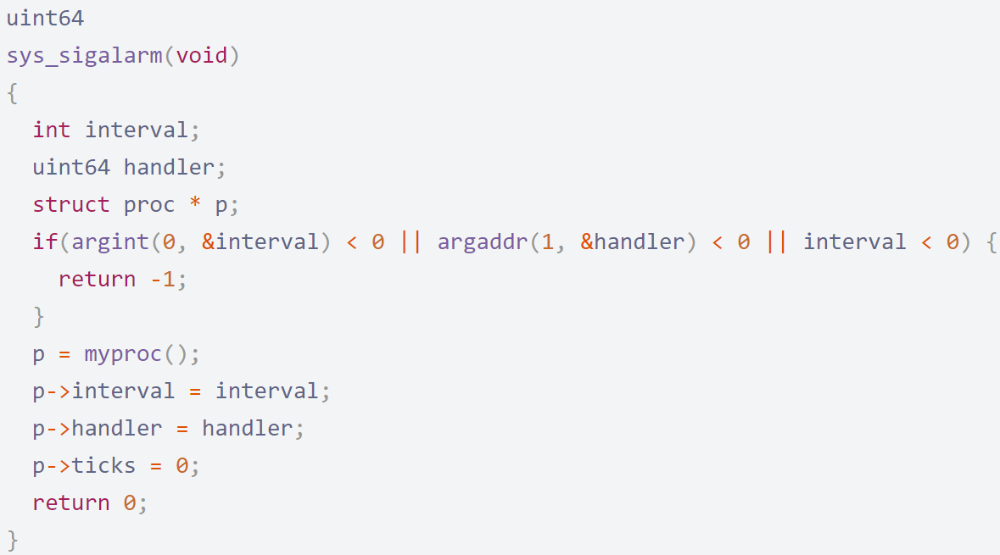 uint64
sys_sigalarm(void)
{
  int interval;
  uint64 handler;
  struct proc * p;
  if(argint(0, &interval) < 0 || argaddr(1, &handler) < 0 || interval < 0) {
    return -1;
  }
  p = myproc();
  p->interval = interval;
  p->handler = handler;
  p->ticks = 0;
  return 0;
}